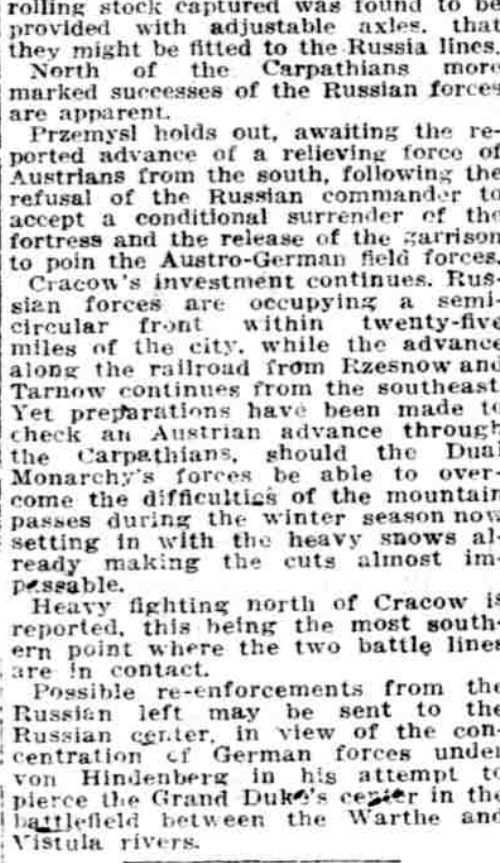 rolling stock captured was found to be
provided with adjustable axles, that
they might be fitted to the Russia lines.
North of the Carpathians more
marked successes of the Russian forces
are apparent.
Przemysl holds out, awaiting the re-
ported advance of a relieving force of
Austrians from the south, following the
refusal of the Russian commander to
accept a conditional surrender of the
fortress and the release of the garrison
to poin the Austro-German field forces.
Cracow's investment continues. Rus-
sian forces are occupying a semi-
circular front within twenty-five
miles of the city, while the advance
along the railroad from Rzesnow and
Tarnow continues from the southeast.
Yet preparations have been made to
check an Austrian advance through
the Carpathians, should the Dual
Monarchy's forces be able to over-
come the difficulties of the mountain
passes during the winter season now
setting in with the heavy snows al-
ready making the cuts almost im-
passable.
Heavy fighting north of Cracow is
reported, this being the most south-
ern point where the two battle lines
are in contact.
Possible re-enforcements from the
Russian left may be sent to the
Russian center, in view of the con-
centration of German forces under
von Hindenberg in his attempt to
pierce the Grand Duke's center in the
battlefield between the Warthe and
Vistula rivers.